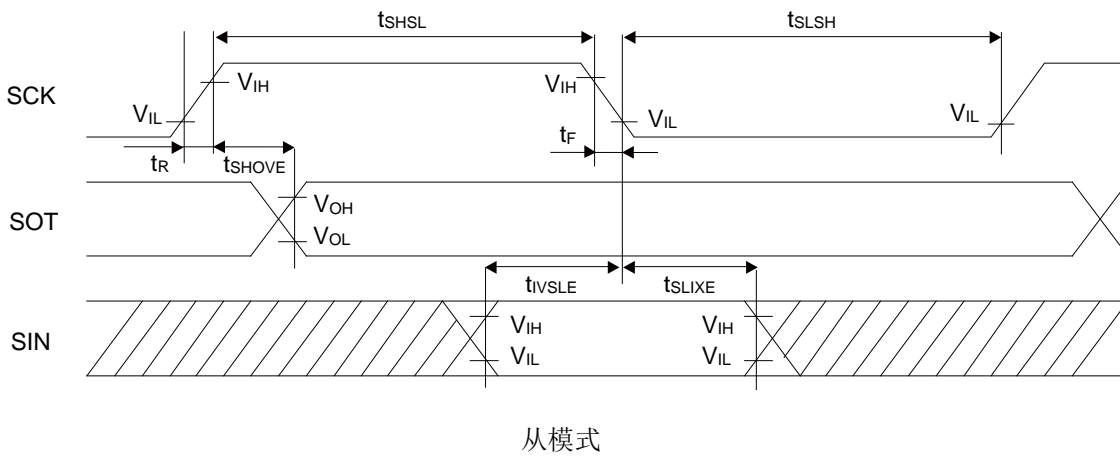 tSHSL
tSLSH
SCK
VIH
VIH
VIL
VIL
VIL
tR
tSHOVE
tF
SOT
VOH
VOL
tIVSLE
tSLIXE
SIN
VIH
VIH
VIL
VIL
从模式